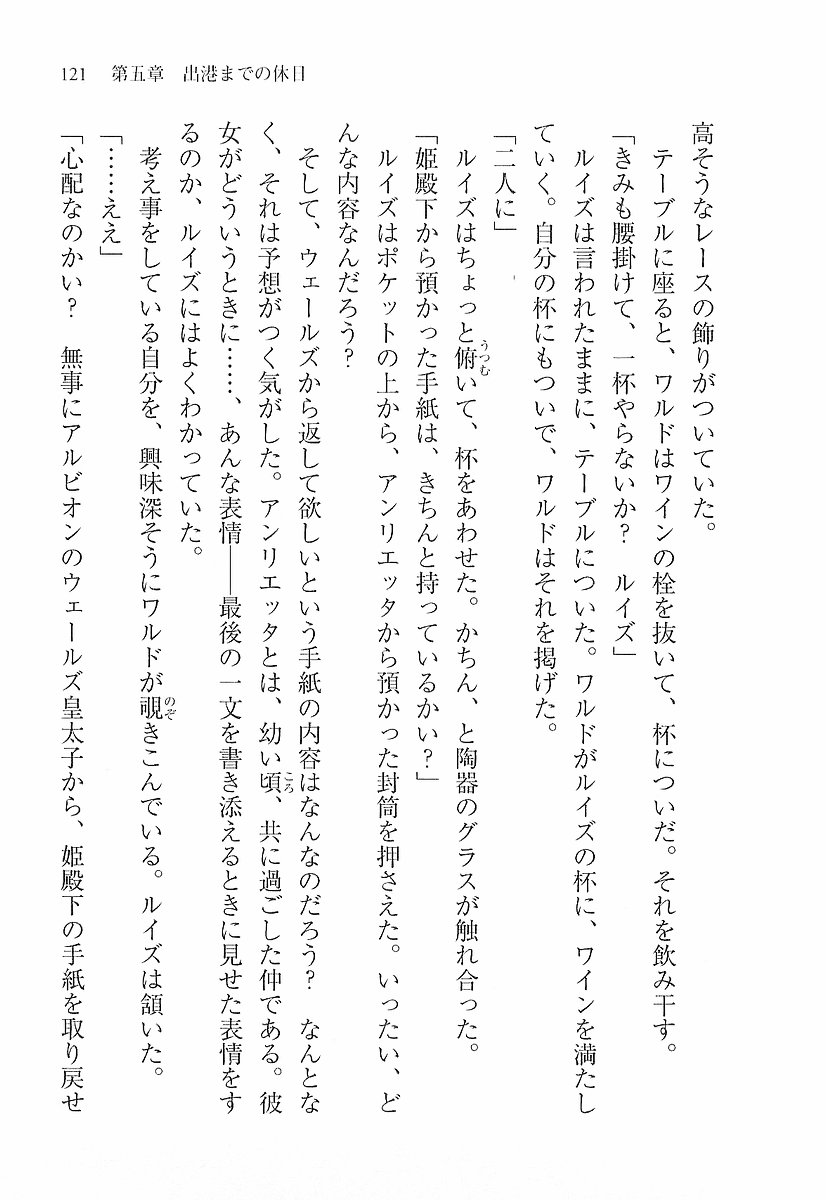 121　第五章　出港までの休日
高そうなレースの飾りがついていた。
　テーブルに座ると、ワルドはワインの栓を抜いて、杯についだ。それを飲み干す。
「きみも腰掛けて、一杯やらないか？　ルイズ」
　ルイズは言われたままに、テーブルについた。ワルドがルイズの杯に、ワインを満たし
ていく。自分の杯にもついで、ワルドはそれを掲げた。
「二人に」
　ルイズはちょっと俯いて、杯をあわせた。かちん、と陶器のグラスが触れ合った。
「姫殿下から預かった手紙は、きちんと持っているかい？」
　ルイズはポケットの上から、アンリエッタから預かった封筒を押さえた。いったい、ど
んな内容なんだろう？
　そして、ウェールズから返して欲しいという手紙の内容はなんなのだろう？　なんとな
く、それは予想がつく気がした。アンリエッタとは、幼い頃、共に過ごした仲である。彼
女がどういうときに……、あんな表情――最後の一文を書き添えるときに見せた表情をす
るのか、ルイズにはよくわかっていた。
　考え事をしている自分を、興味深そうにワルドが覗きこんでいる。ルイズは頷いた。
「……ええ」
「心配なのかい？　無事にアルビオンのウェールズ皇太子から、姫殿下の手紙を取り戻せ